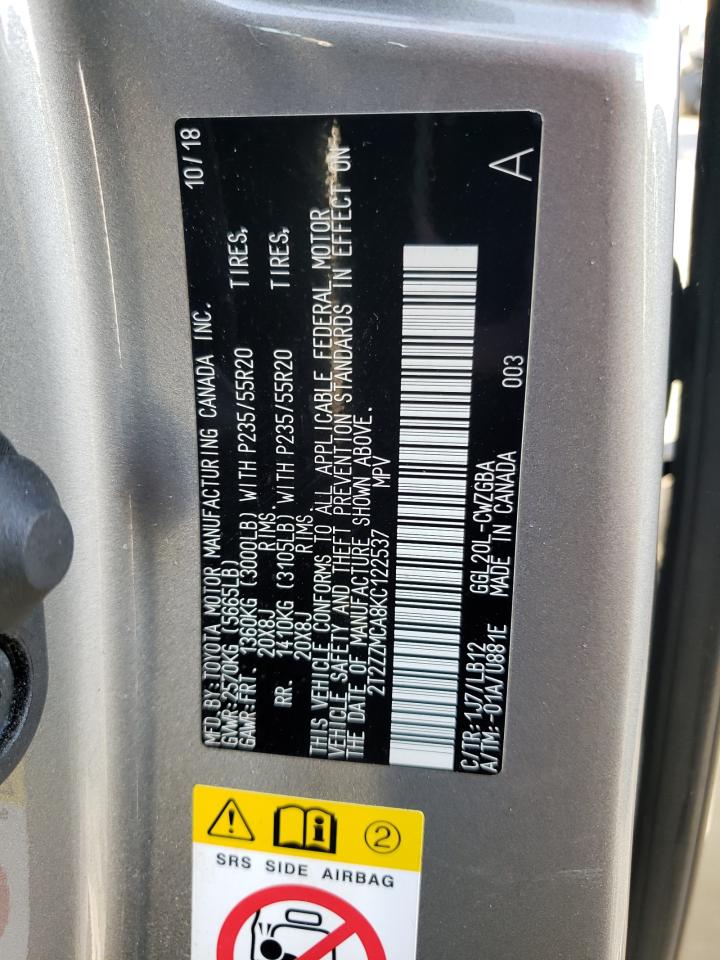 MFD. BY: TOYOTA MOTOR MANUFACTURING CANADA INC. 10/18
GVWR: 2570KG (5665LB)
GAWR: FRT. 1360KG (3000LB) WITH P235/55R20 TIRES,
20X8J RIMS.
RR. 1410KG (3105LB) WITH P235/55R20 TIRES,
20X8J RIMS.
THIS VEHICLE CONFORMS TO ALL APPLICABLE FEDERAL MOTOR
VEHICLE SAFETY AND THEFT PREVENTION STANDARDS IN EFFECT ON
THE DATE OF MANUFACTURE SHOWN ABOVE.
2T2ZZMCA8KC122537 MPV
A
C/TR: 1J7/LB12 GGL20L-CWZGBA
A/TM: -01A/U881E MADE IN CANADA 003
2
SRS SIDE AIRBAG